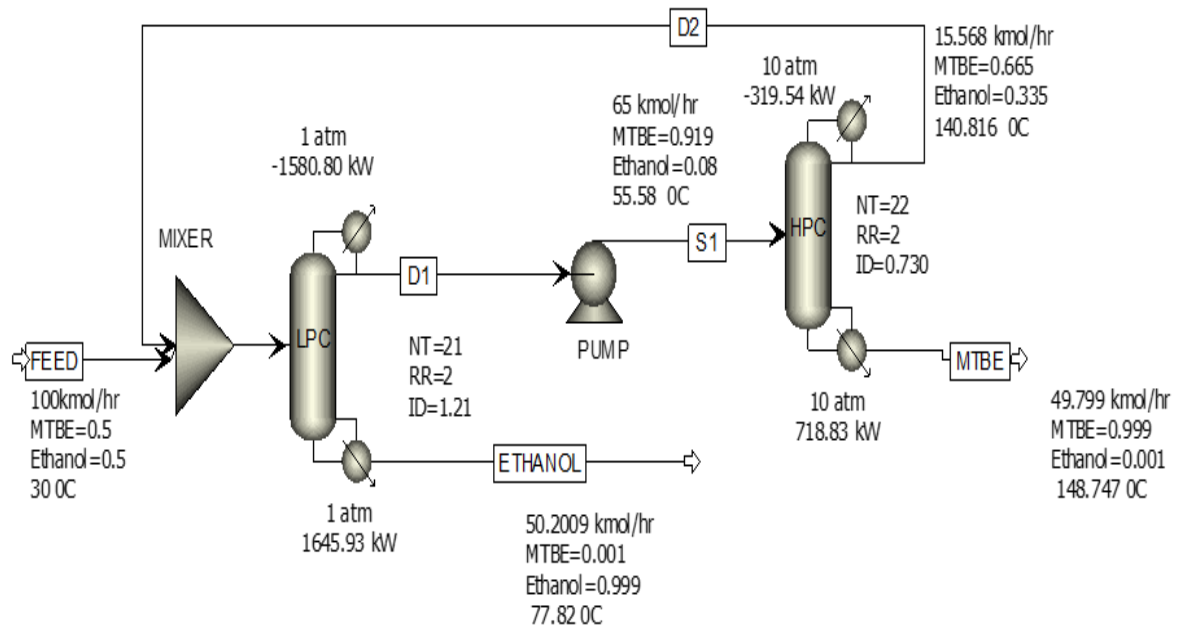 D2
15.568 kmol/hr
MTBE=0.665
Ethanol=0.335
140.816 0C
10 atm
-319.54 kW
65 kmol/hr
MTBE=0.919
Ethanol=0.08
55.58 0C
1 atm
-1580.80 kW
MIXER
LPC
D1
NT=21
RR=2
ID=1.21
PUMP
S1
HPC
NT=22
RR=2
ID=0.730
FEED
100kmol/hr
MTBE=0.5
Ethanol=0.5
30 0C
ETHANOL
1 atm
1645.93 kW
50.2009 kmol/hr
MTBE=0.001
Ethanol=0.999
77.82 0C
10 atm
718.83 kW
MTBE
49.799 kmol/hr
MTBE=0.999
Ethanol=0.001
148.747 0C